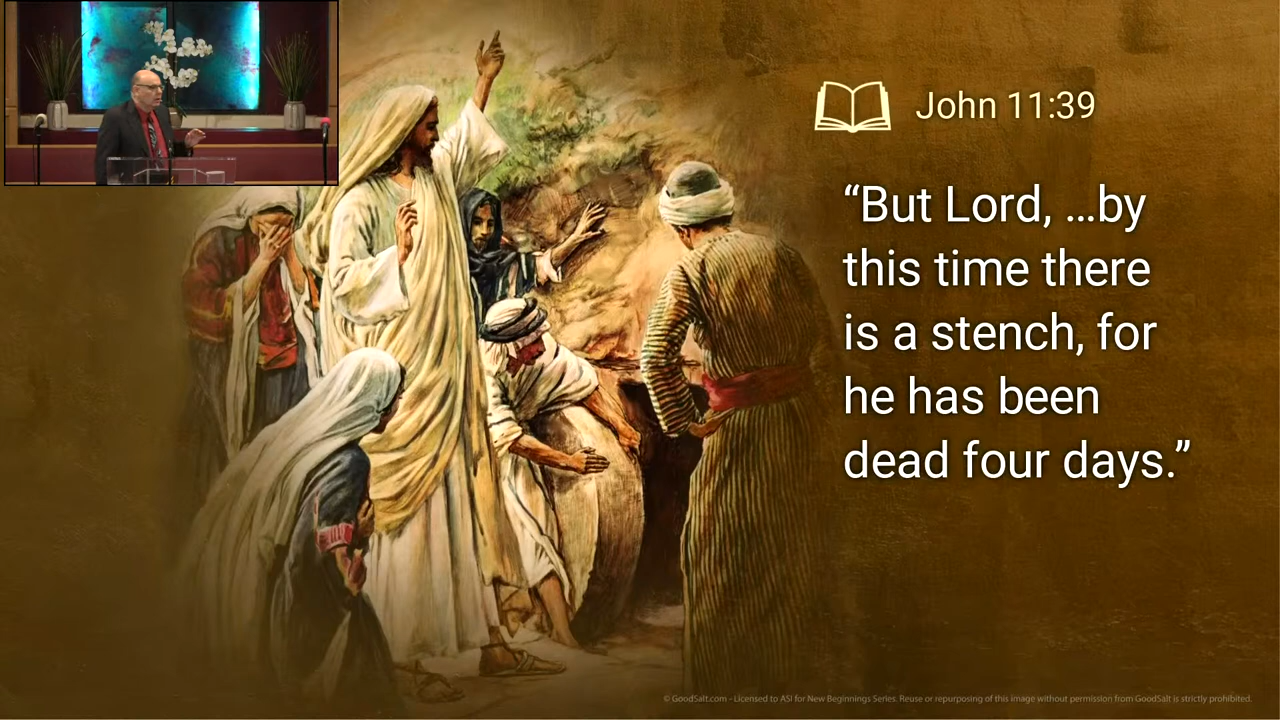 John 11:39
“But Lord, ...by
this time there
is a stench, for
he has been
dead four days.”
© GoodSalt.com - Licensed to ASI for New Beginnings Series. Reuse or repurposing of this image without permission from GoodSalt is strictly prohibited.